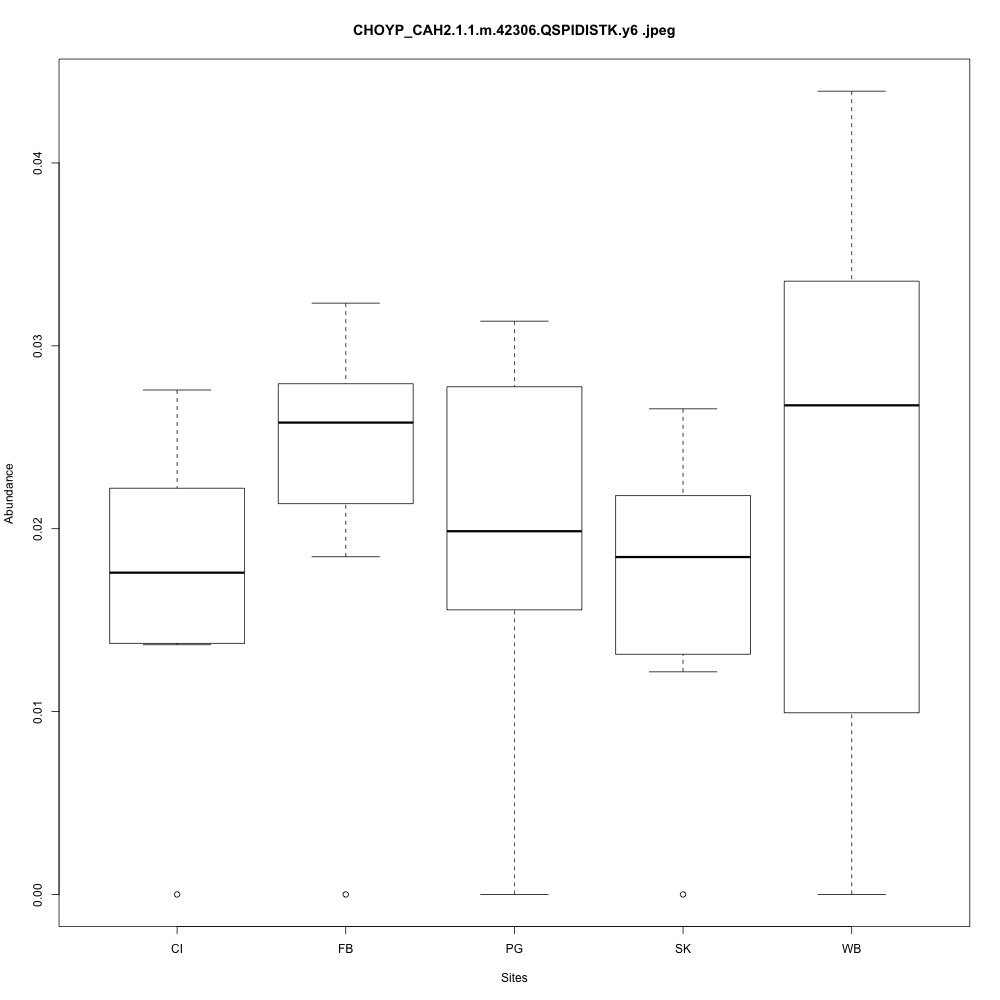 CHOYP_CAH2.1.1.m.42306.QSPIDISTK.y6 .jpeg
Abundance
0.04
0.03
0.02
0.01
0.00
CI FB PG SK WB
Sites